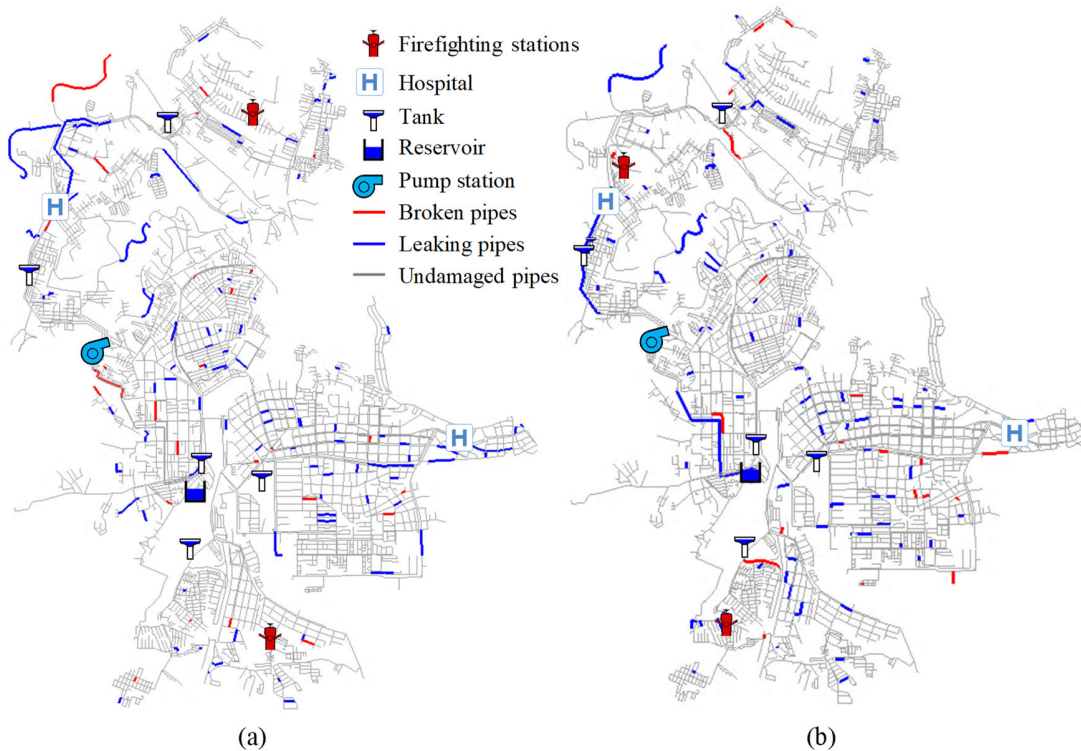 Firefighting stations
H Hospital
Tank
Reservoir
Pump station
Broken pipes
Leaking pipes
Undamaged pipes
H
H
H
H
(a) (b)